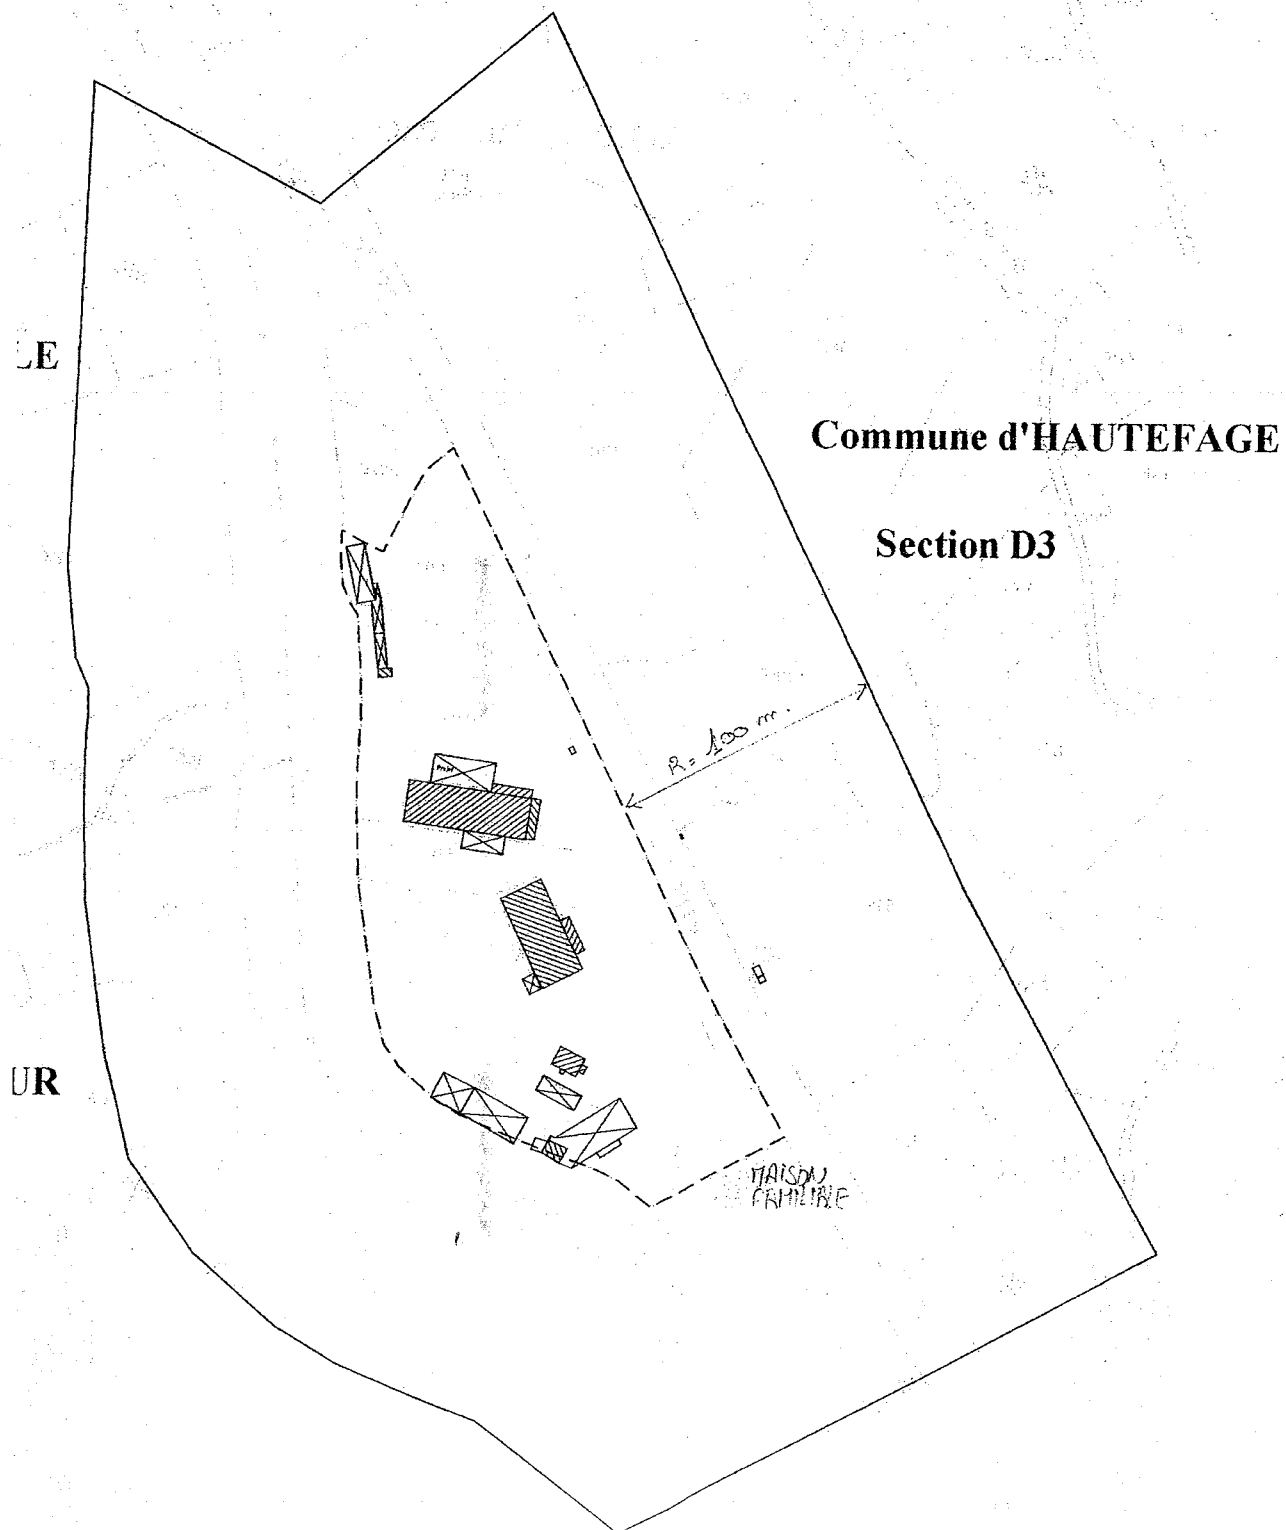 LE
Commune d'HAUTEFAGE
Section D3
R= 100 m.
UR
MAISON
FAMILIALE